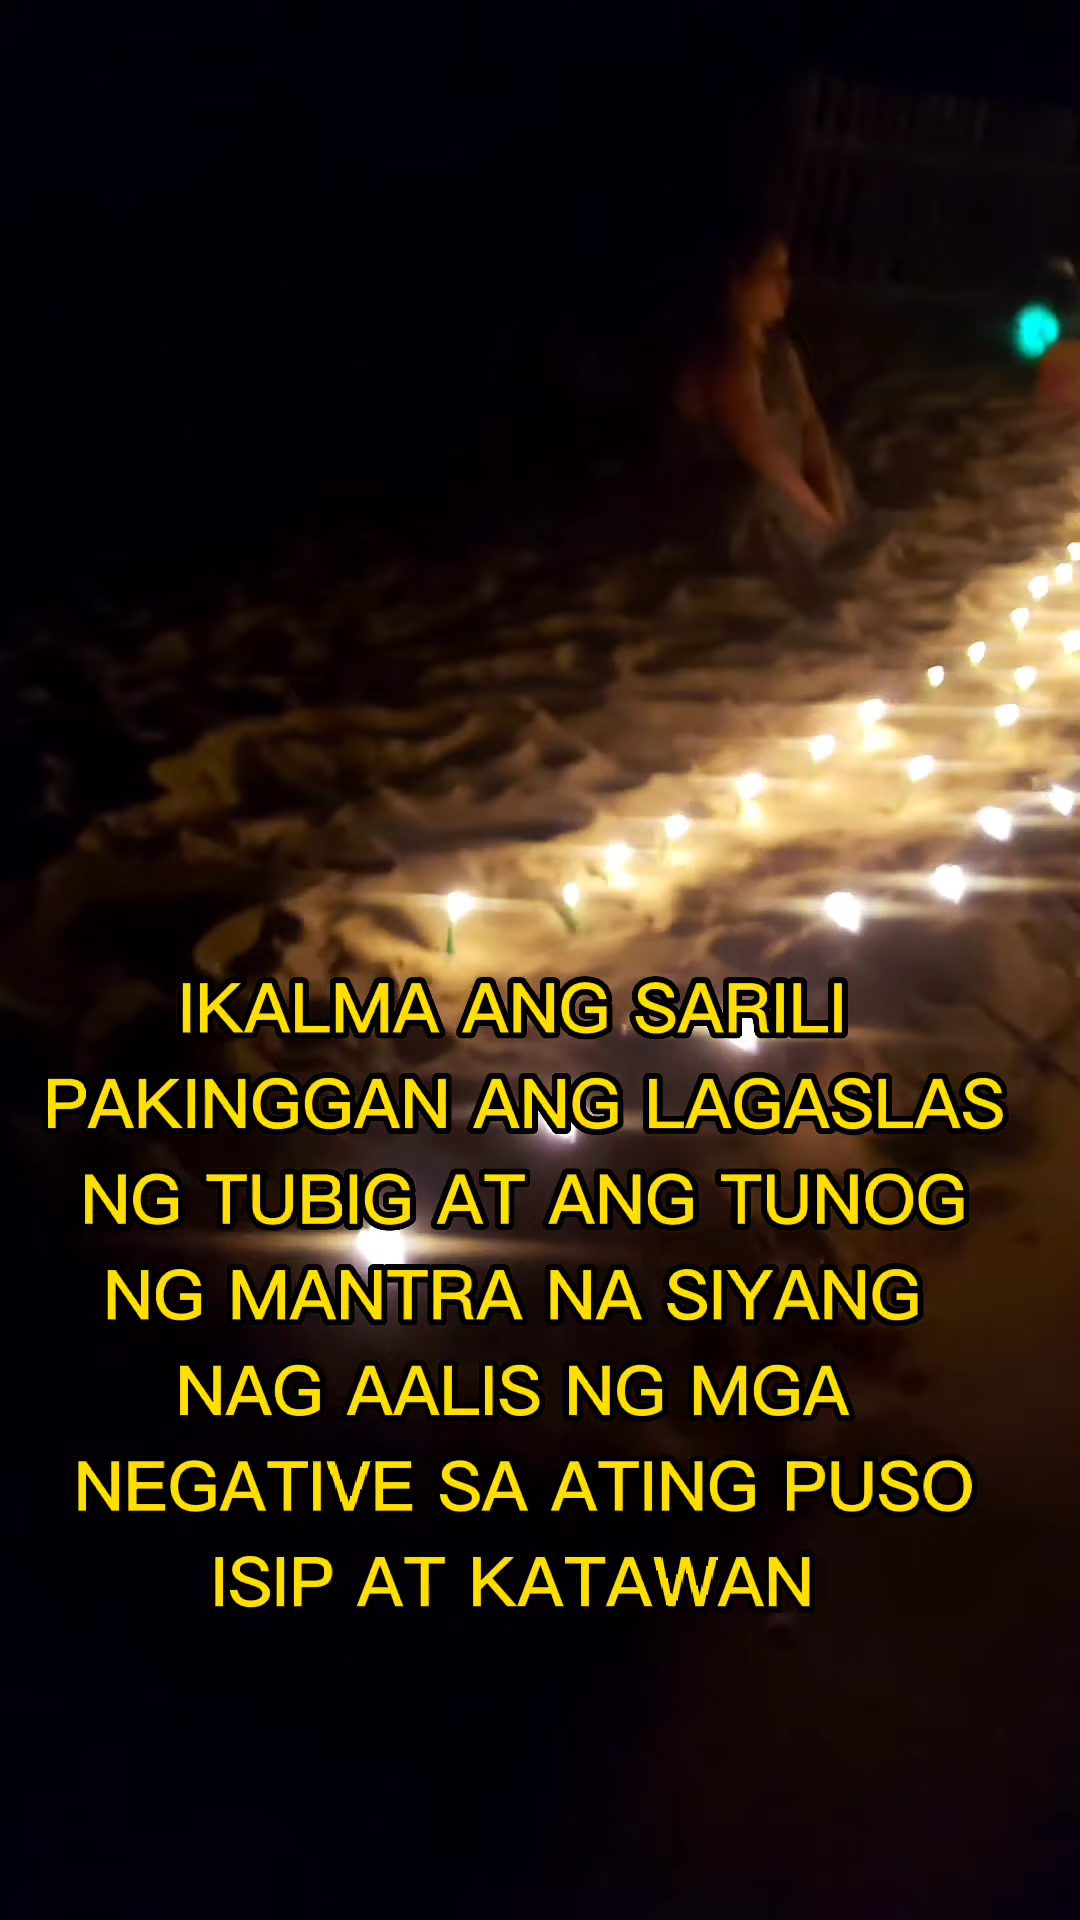 IKALMA ANG SARILI
PAKINGGAN ANG LAGASLAS
NG TUBIG AT ANG TUNOG
NG MANTRA NA SIYANG
NAG AALIS NG MGA
NEGATIVE SA ATING PUSO
ISIP AT KATAWAN